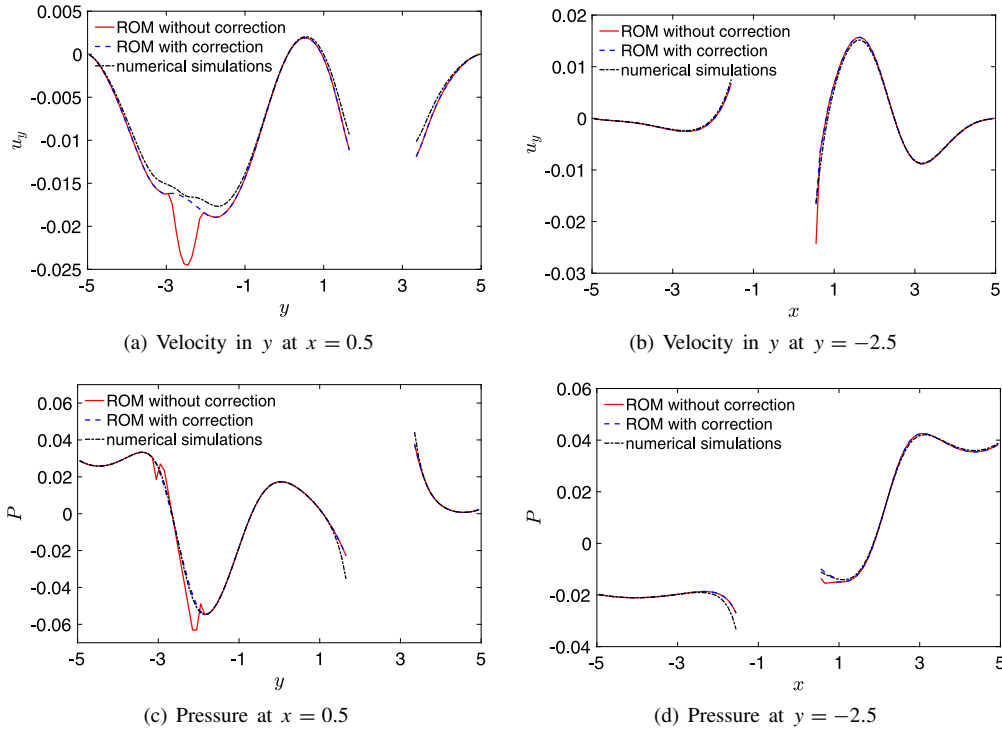 0.005
0
-0.005
-0.01
-0.015
-0.02
-0.025
u_y
ROM without correction
ROM with correction
numerical simulations
-5 -3 -1 1 3 5
y
(a) Velocity in y at x = 0.5
0.02
0.01
0
-0.01
-0.02
-0.03
u_y
ROM without correction
ROM with correction
numerical simulations
-5 -3 -1 1 3 5
x
(b) Velocity in y at y = −2.5
0.06
0.04
0.02
0
-0.02
-0.04
-0.06
P
ROM without correction
ROM with correction
numerical simulations
-5 -3 -1 1 3 5
y
(c) Pressure at x = 0.5
0.06
0.04
0.02
0
-0.02
-0.04
P
ROM without correction
ROM with correction
numerical simulations
-5 -3 -1 1 3 5
x
(d) Pressure at y = −2.5